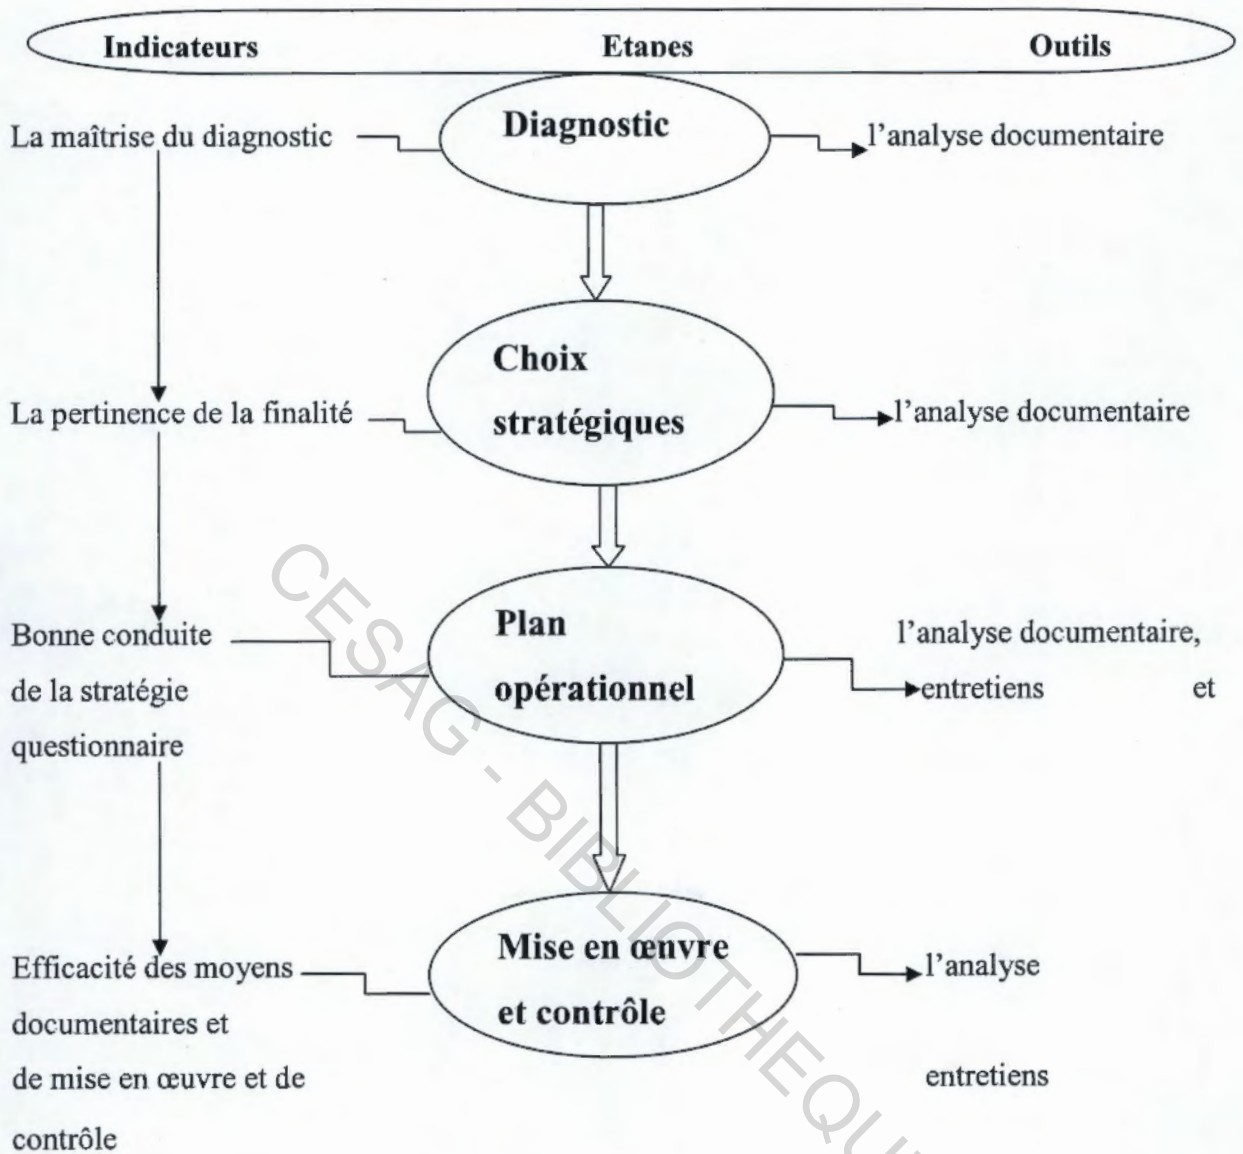 Indicateurs Etapes Outils
Diagnostic
La maîtrise du diagnostic l'analyse documentaire
Choix
La pertinence de la finalité stratégiques l'analyse documentaire
Plan
Bonne conduite l'analyse documentaire,
de la stratégie opérationnel entretiens et
questionnaire
Mise en œnvre
Efficacité des moyens l'analyse
documentaires et et contrôle
de mise en œuvre et de entretiens
contrôle
CESAG - BIBLIOTHEQUE